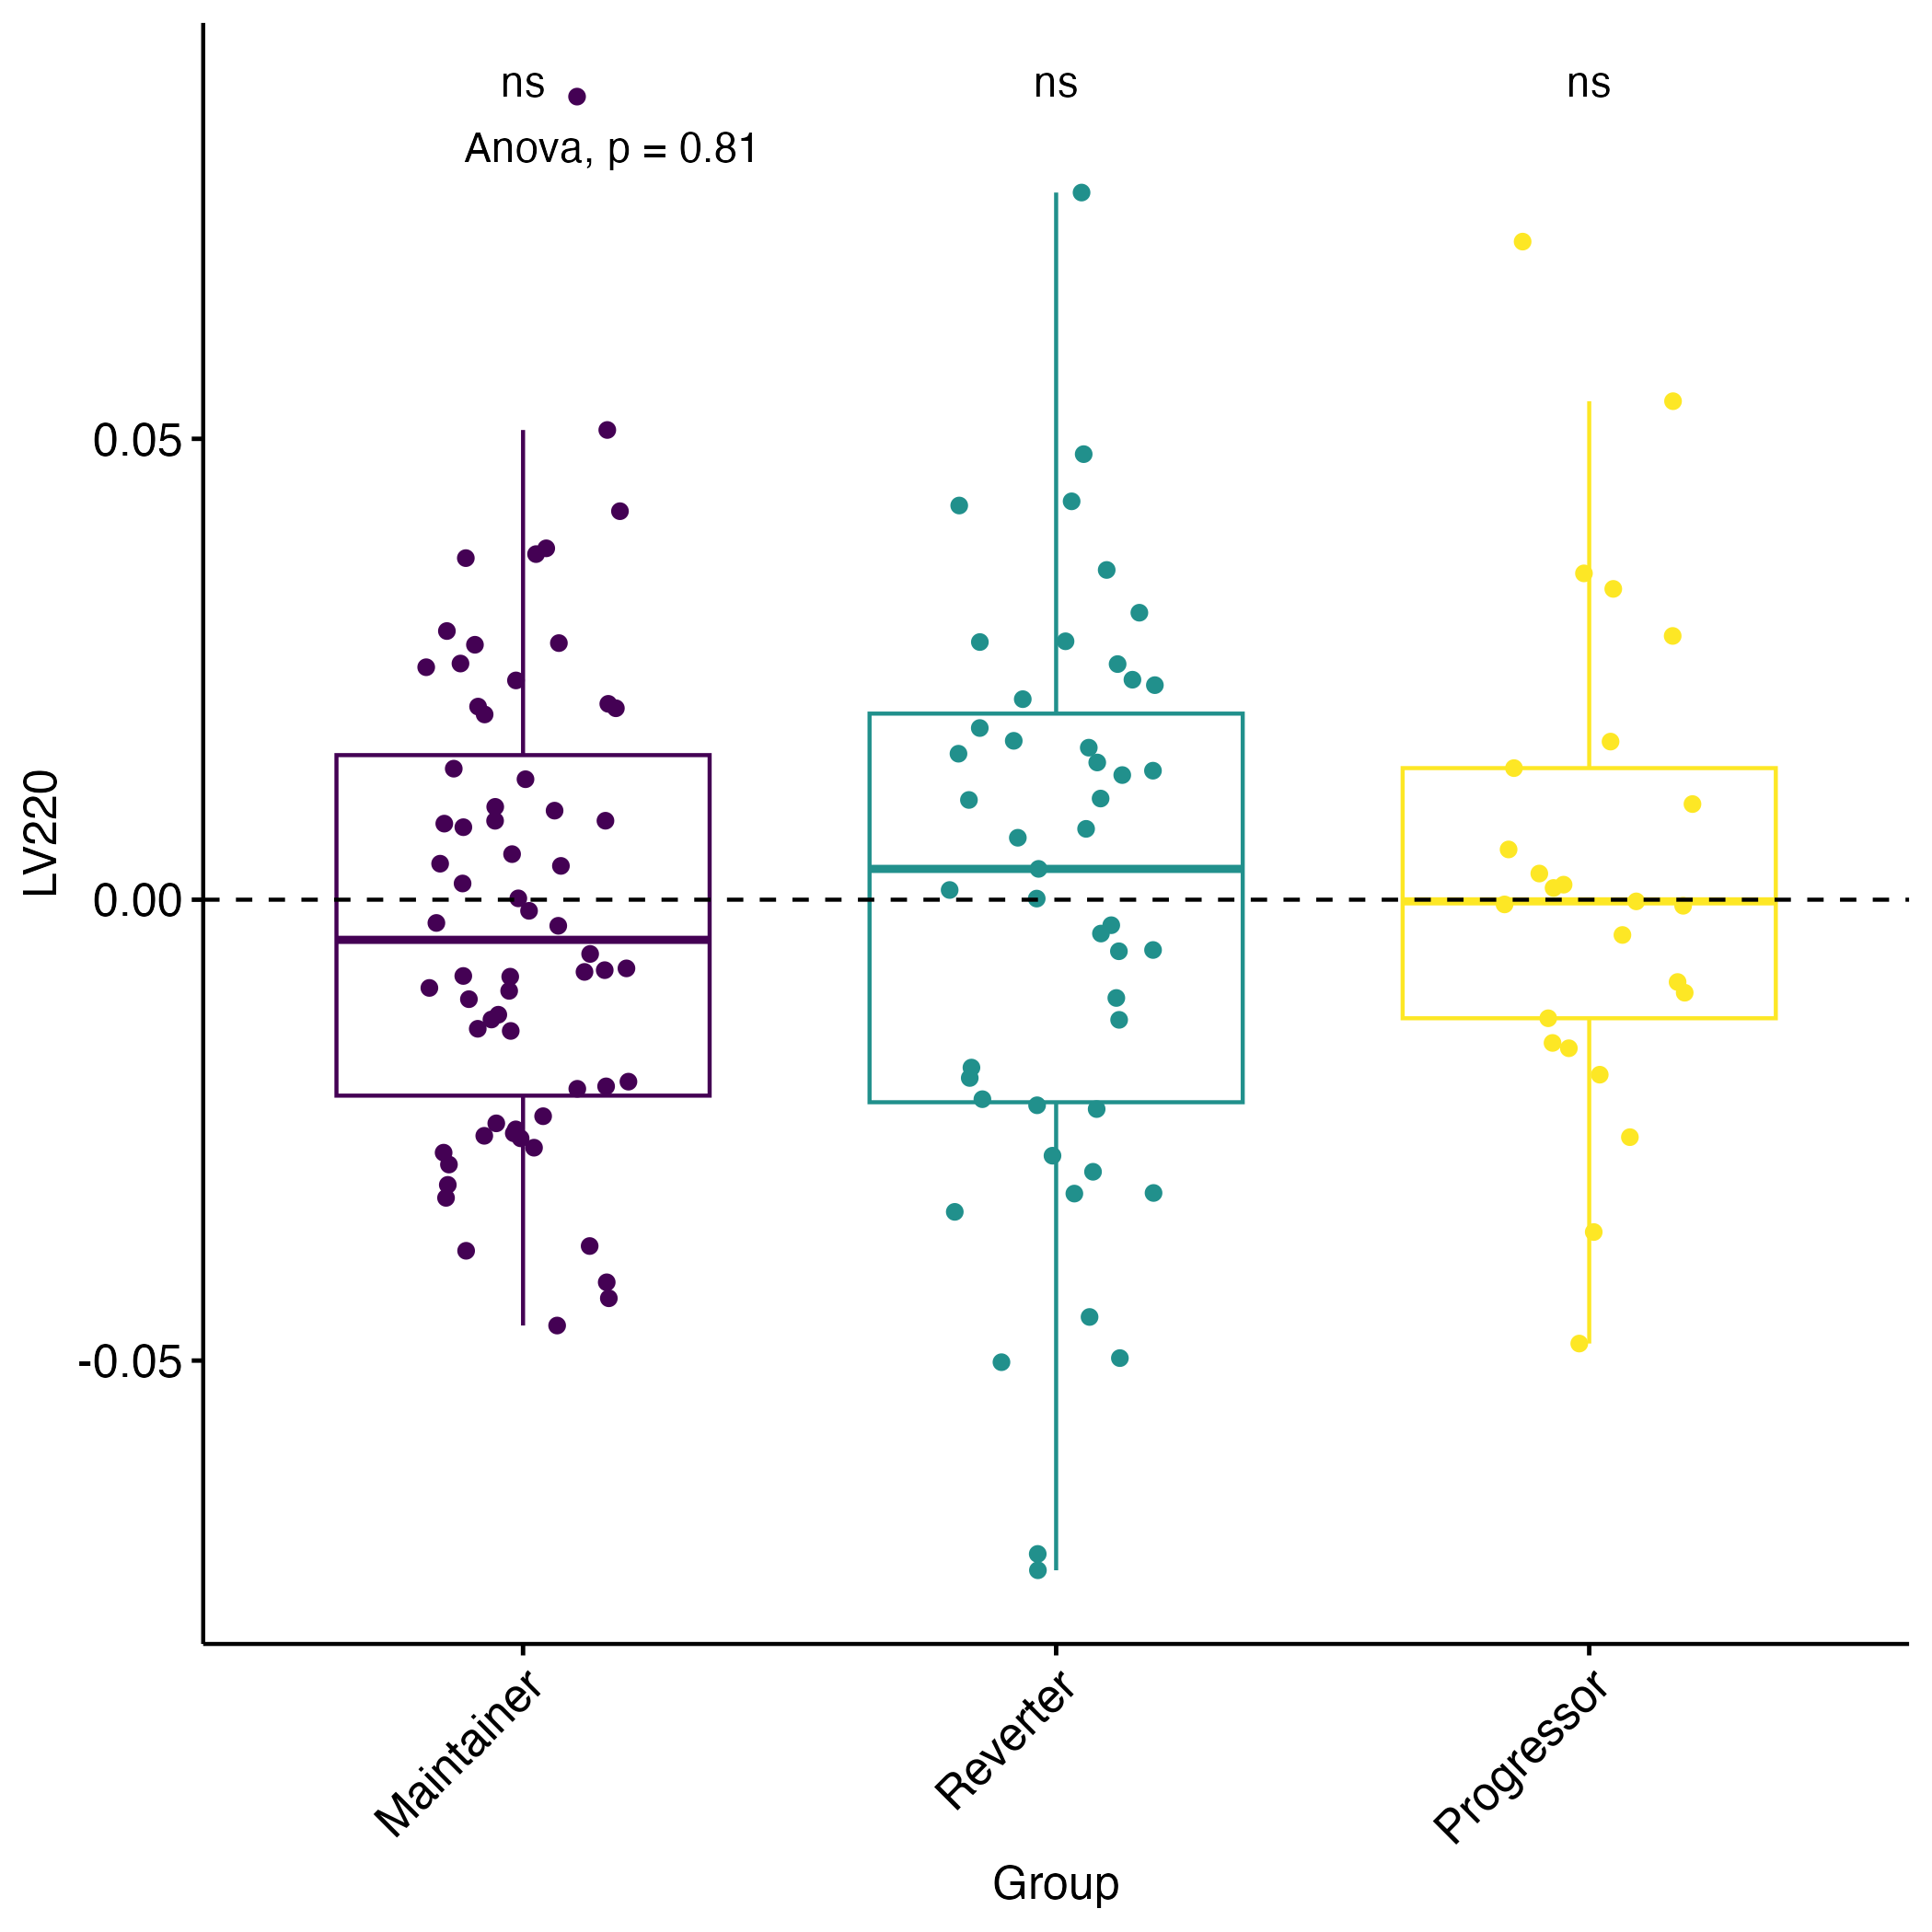 ns ns ns
Anova, p = 0.81
0.05
0.00
-0.05
LV220
Maintainer
Reverter
Progressor
Group